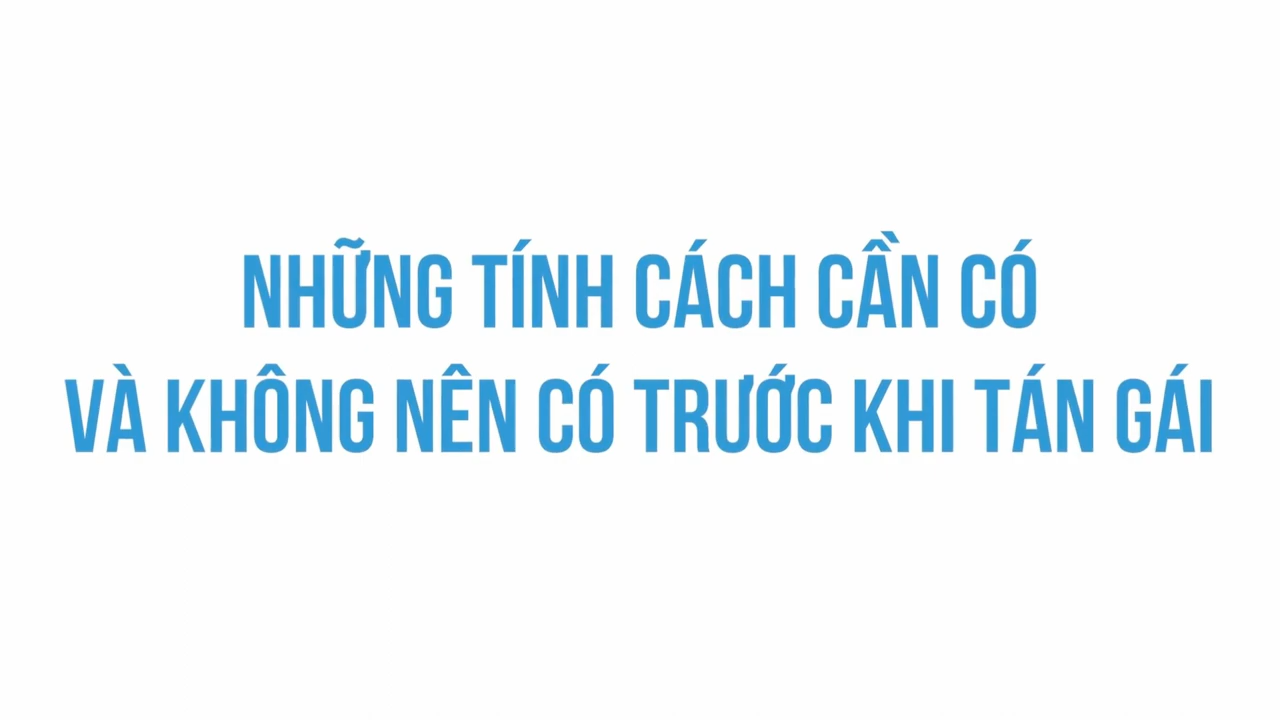 NHỮNG TÍNH CÁCH CẦN CÓ
VÀ KHÔNG NÊN CÓ TRƯỚC KHI TÁN GÁI